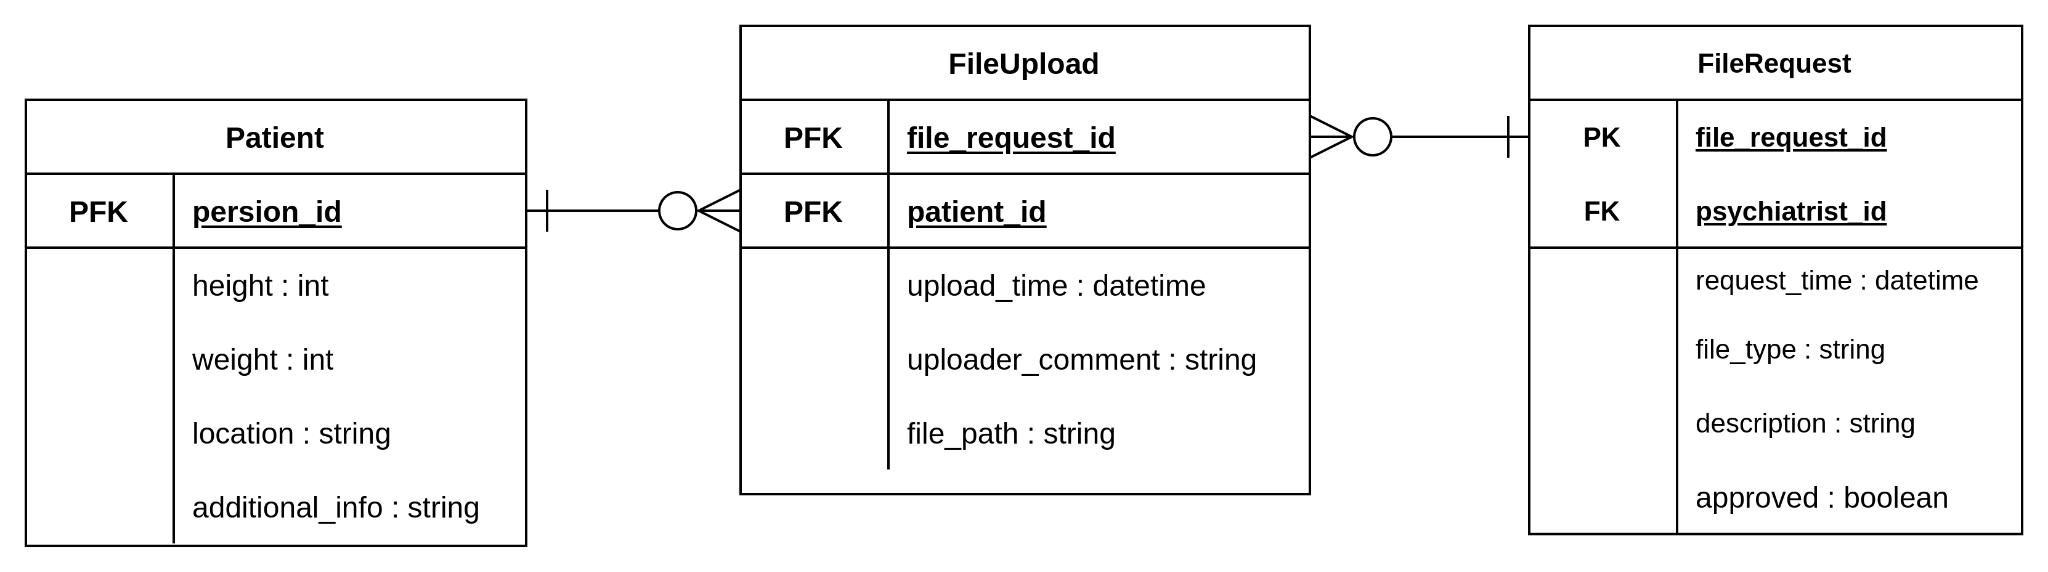 Patient
PFK persion_id
height : int
weight : int
location : string
additional_info : string
FileUpload
PFK file_request_id
PFK patient_id
upload_time : datetime
uploader_comment : string
file_path : string
FileRequest
PK file_request_id
FK psychiatrist_id
request_time : datetime
file_type : string
description : string
approved : boolean